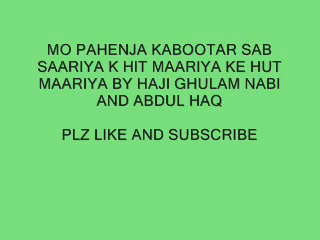 MO PAHENJA KABOOTAR SAB
SAARIYA K HIT MAARIYA KE HUT
MAARIYA BY HAJI GHULAM NABI
AND ABDUL HAQ
PLZ LIKE AND SUBSCRIBE